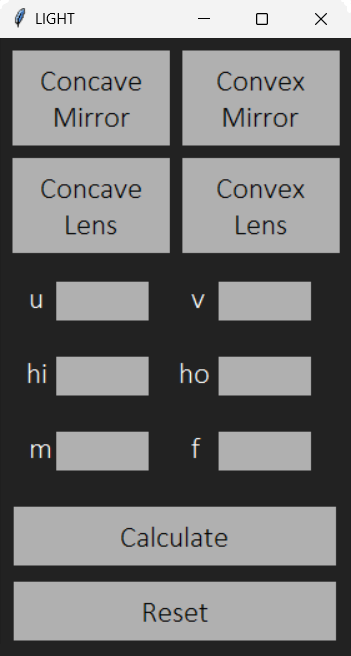 LIGHT
Concave
Mirror
Convex
Mirror
Concave
Lens
Convex
Lens
u
v
hi
ho
m
f
Calculate
Reset